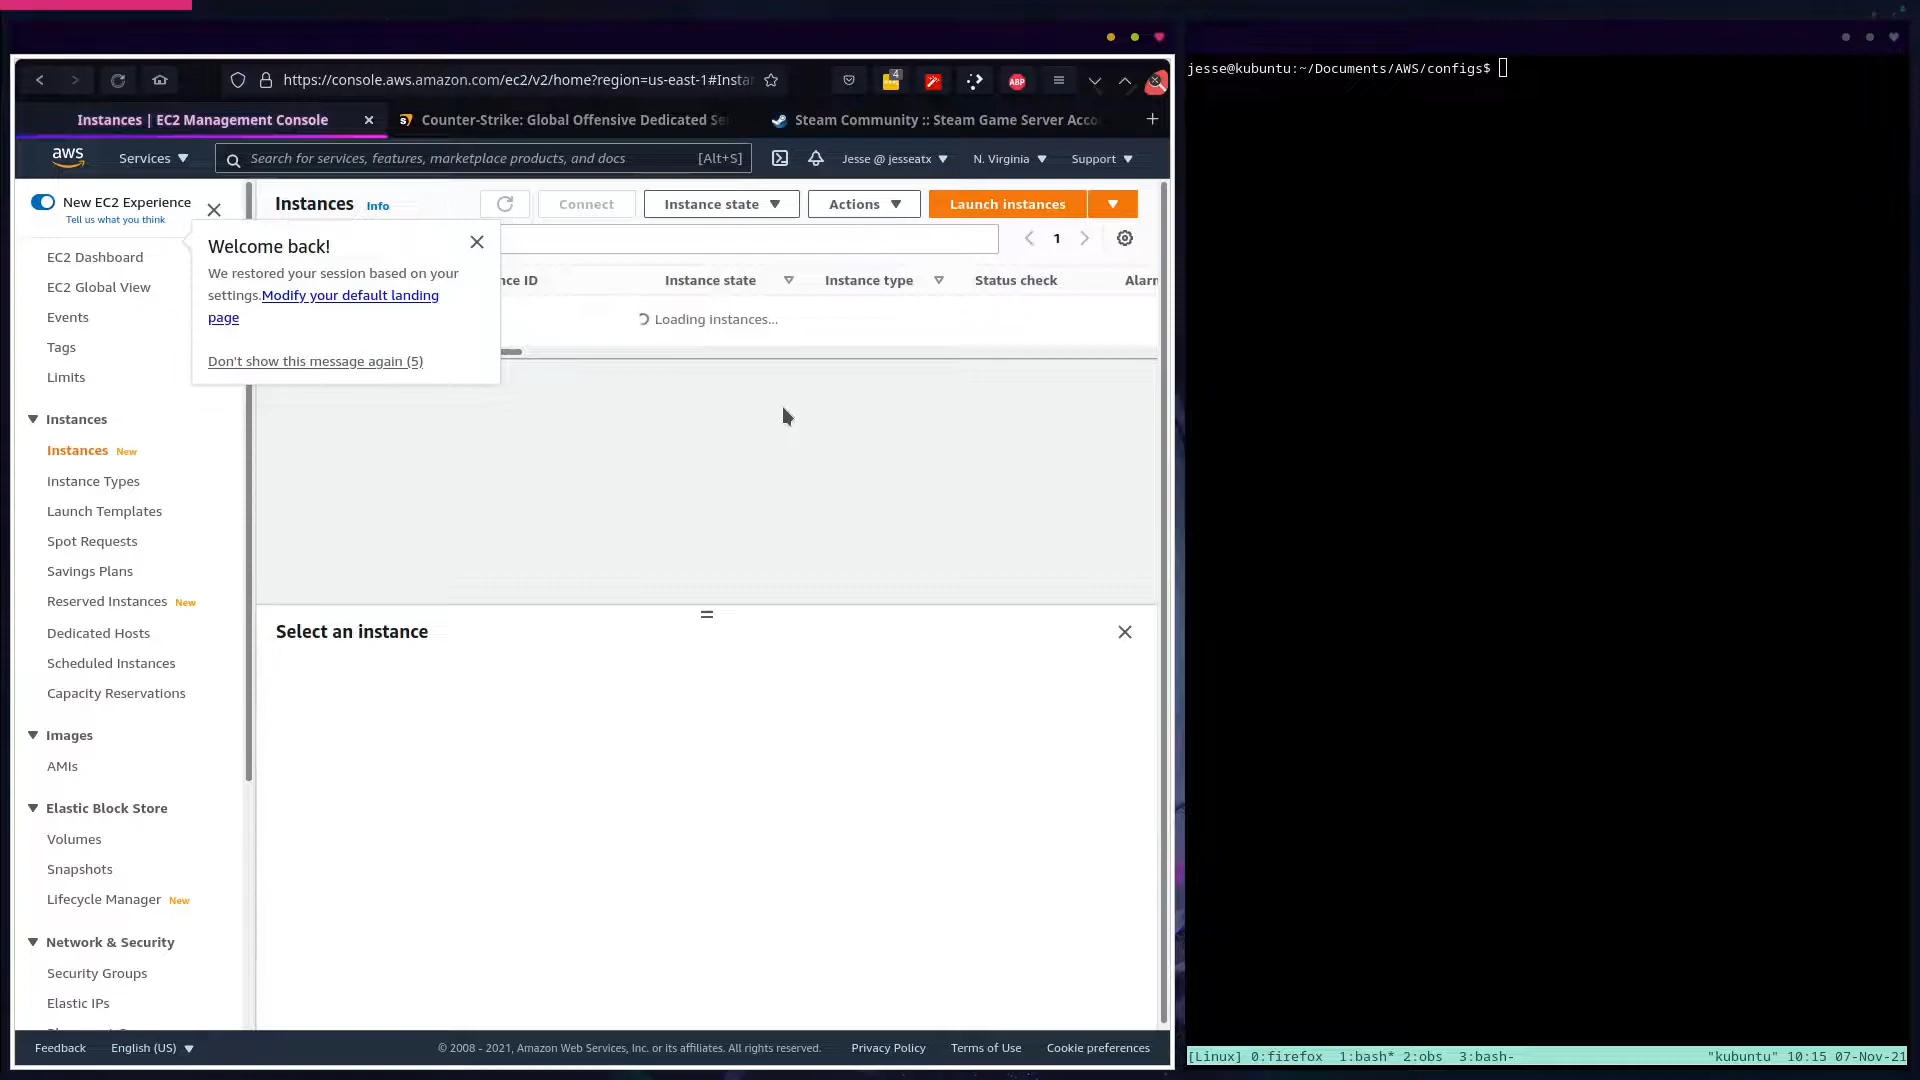 https://console.aws.amazon.com/ec2/v2/home?region=us-east-1#Instar
4
ABP
Instances | EC2 Management Console
Counter-Strike: Global Offensive Dedicated Se
Steam Community :: Steam Game Server Acco
aws
Services
Search for services, features, marketplace products, and docs
[Alt+S]
Jesse @ jesseatx
N. Virginia
Support
New EC2 Experience
Tell us what you think
EC2 Dashboard
EC2 Global View
Events
Tags
Limits
Instances
Instances New
Instance Types
Launch Templates
Spot Requests
Savings Plans
Reserved Instances New
Dedicated Hosts
Scheduled Instances
Capacity Reservations
Images
AMIs
Elastic Block Store
Volumes
Snapshots
Lifecycle Manager New
Network & Security
Security Groups
Elastic IPs
Welcome back!
We restored your session based on your
settings.Modify your default landing
page
Don't show this message again (5)
Instances Info
Connect
Instance state
Actions
Launch instances
1
nce ID
Instance state
Instance type
Status check
Alarr
Loading instances...
Select an instance
Feedback
English (US)
© 2008 - 2021, Amazon Web Services, Inc. or its affiliates. All rights reserved.
Privacy Policy
Terms of Use
Cookie preferences
jesse@kubuntu:~/Documents/AWS/configs$
[Linux] 0:firefox 1:bash* 2:obs 3:bash-
"kubuntu" 10:15 07-Nov-21